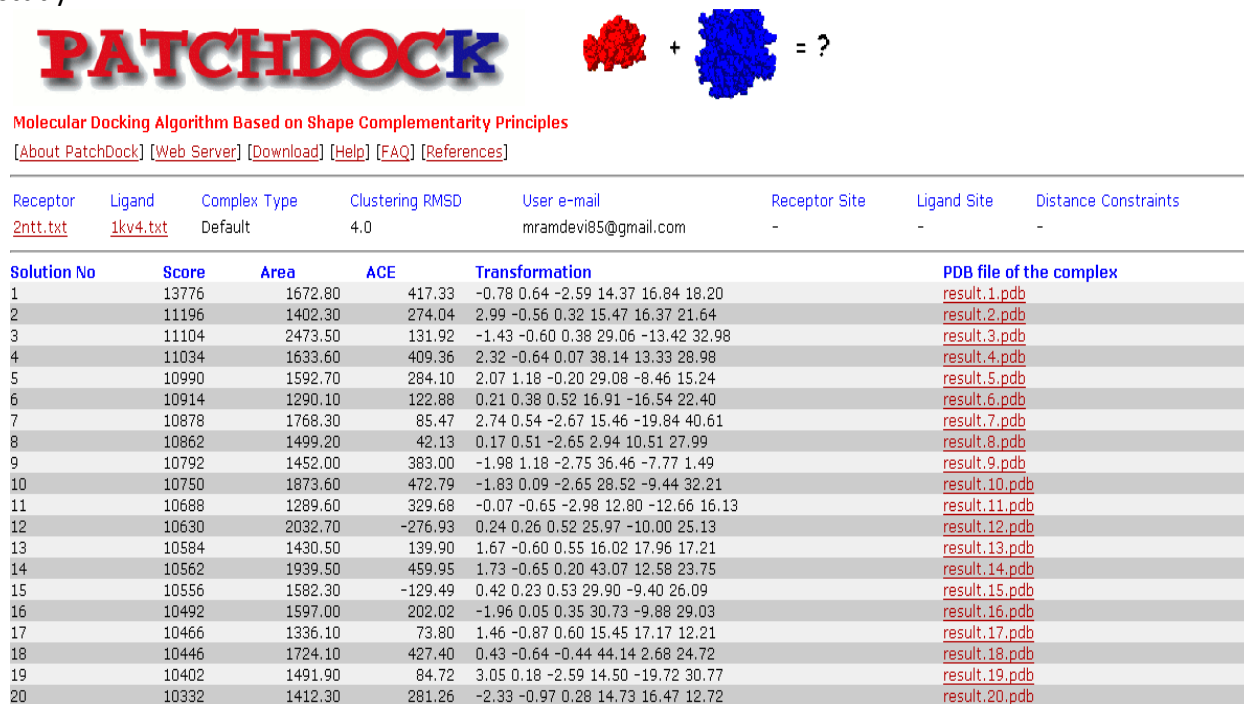 PATCHDOCK + = ?
Molecular Docking Algorithm Based on Shape Complementarity Principles
[About PatchDock] [Web Server] [Download] [Help] [FAQ] [References]
Receptor Ligand Complex Type Clustering RMSD User e-mail Receptor Site Ligand Site Distance Constraints
2ntt.txt 1kv4.txt Default 4.0 mramdevi85@gmail.com - - -
Solution No Score Area ACE Transformation PDB file of the complex
1 13776 1672.80 417.33 -0.78 0.64 -2.59 14.37 16.84 18.20 result.1.pdb
2 11196 1402.30 274.04 2.99 -0.56 0.32 15.47 16.37 21.64 result.2.pdb
3 11104 2473.50 131.92 -1.43 -0.60 0.38 29.06 -13.42 32.98 result.3.pdb
4 11034 1633.60 409.36 2.32 -0.64 0.07 38.14 13.33 28.98 result.4.pdb
5 10990 1592.70 284.10 2.07 1.18 -0.20 29.08 -8.46 15.24 result.5.pdb
6 10914 1290.10 122.88 0.21 0.38 0.52 16.91 -16.54 22.40 result.6.pdb
7 10878 1768.30 85.47 2.74 0.54 -2.67 15.46 -19.84 40.61 result.7.pdb
8 10862 1499.20 42.13 0.17 0.51 -2.65 2.94 10.51 27.99 result.8.pdb
9 10792 1452.00 383.00 -1.98 1.18 -2.75 36.46 -7.77 1.49 result.9.pdb
10 10750 1873.60 472.79 -1.83 0.09 -2.65 28.52 -9.44 32.21 result.10.pdb
11 10688 1289.60 329.68 -0.07 -0.65 -2.98 12.80 -12.66 16.13 result.11.pdb
12 10630 2032.70 -276.93 0.24 0.26 0.52 25.97 -10.00 25.13 result.12.pdb
13 10584 1430.50 139.90 1.67 -0.60 0.55 16.02 17.96 17.21 result.13.pdb
14 10562 1939.50 459.95 1.73 -0.65 0.20 43.07 12.58 23.75 result.14.pdb
15 10556 1582.30 -129.49 0.42 0.23 0.53 29.90 -9.40 26.09 result.15.pdb
16 10492 1597.00 202.02 -1.96 0.05 0.35 30.73 -9.88 29.03 result.16.pdb
17 10466 1336.10 73.80 1.46 -0.87 0.60 15.45 17.17 12.21 result.17.pdb
18 10446 1724.10 427.40 0.43 -0.64 -0.44 44.14 2.68 24.72 result.18.pdb
19 10402 1491.90 84.72 3.05 0.18 -2.59 14.50 -19.72 30.77 result.19.pdb
20 10332 1412.30 281.26 -2.33 -0.97 0.28 14.73 16.47 12.72 result.20.pdb